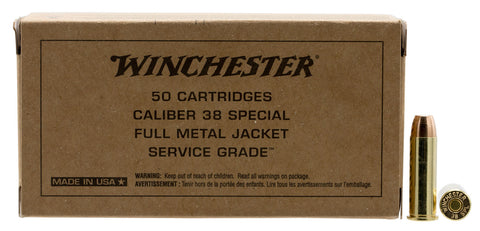 WINCHESTER
50 CARTRIDGES
CALIBER 38 SPECIAL
FULL METAL JACKET
SERVICE GRADE™
WARNING: Keep out of reach of children. Read all warnings on package.
AVERTISSEMENT : Tenir hors de la portée des enfants. Lire tous les avertissements sur l'emballage.
MADE IN USA★
WINCHESTER